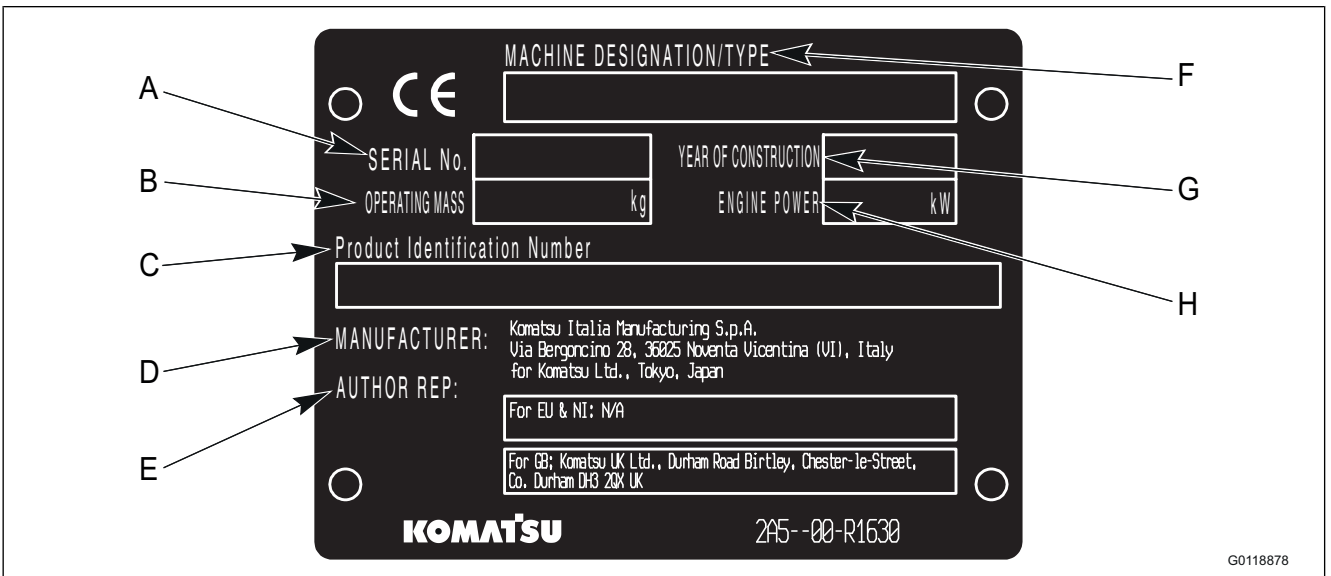 MACHINE DESIGNATION/TYPE
F
A
CE
SERIAL No.
YEAR OF CONSTRUCTION
G
B
OPERATING MASS
kg
ENGINE POWER
kW
H
C
Product Identification Number
D
MANUFACTURER:
Komatsu Italia Manufacturing S.p.A.
Via Bergoncino 28, 36025 Noventa Vicentina (VI), Italy
for Komatsu Ltd., Tokyo, Japan
E
AUTHOR REP:
For EU & NI: N/A
For GB; Komatsu UK Ltd., Durham Road Birtley, Chester-le-Street,
Co. Durham DH3 2QX UK
KOMATSU
2A5--00-R1630
G0118878